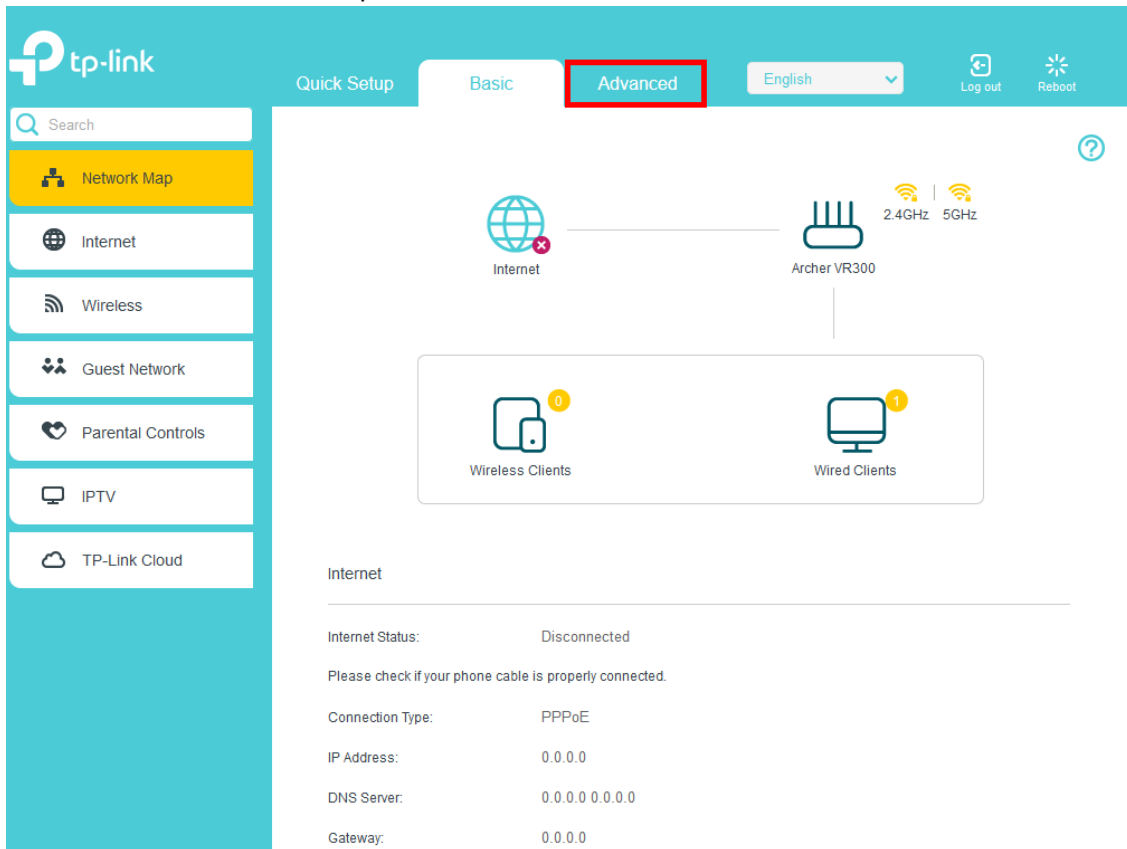 tp-link
Quick Setup Basic Advanced English Log out Reboot
Search
Network Map
Internet
Wireless
Guest Network
Parental Controls
IPTV
TP-Link Cloud
?
2.4GHz | 5GHz
Internet
Archer VR300
0
1
Wireless Clients
Wired Clients
Internet
Internet Status: Disconnected
Please check if your phone cable is properly connected.
Connection Type: PPPoE
IP Address: 0.0.0.0
DNS Server: 0.0.0.0 0.0.0.0
Gateway: 0.0.0.0